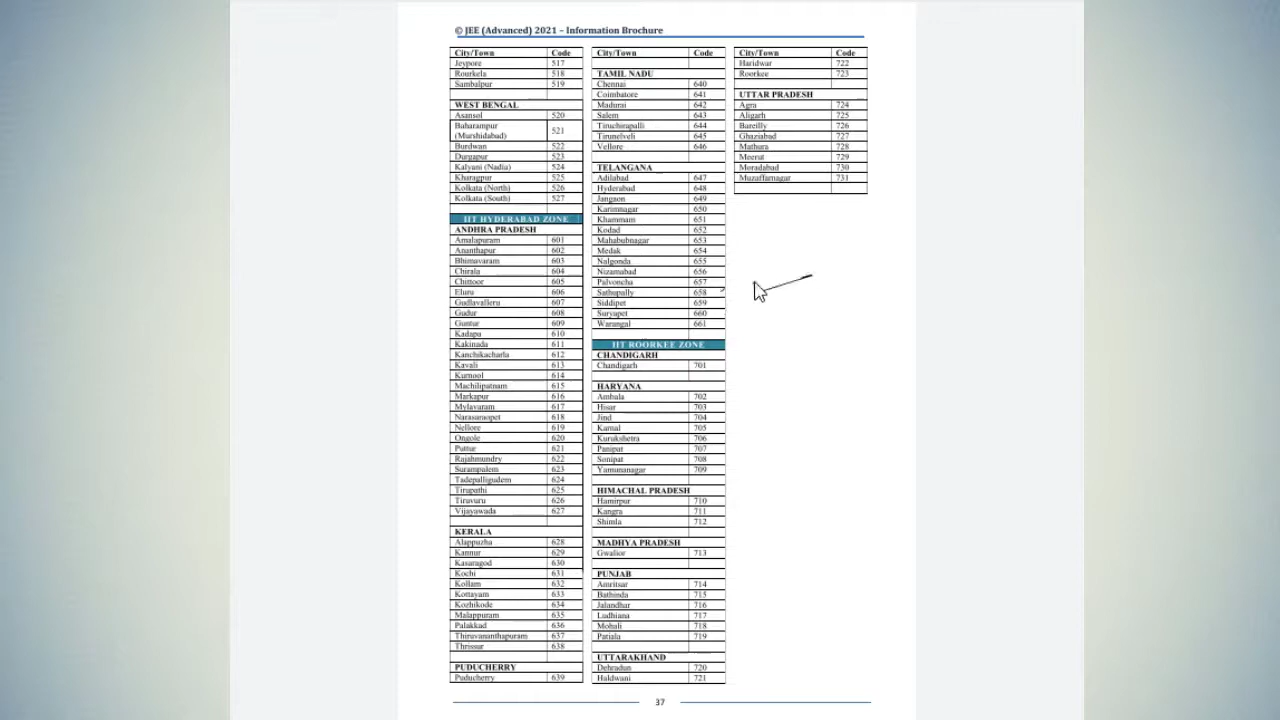 © JEE (Advanced) 2021 – Information Brochure
City/Town Code
Jeypore 517
Rourkela 518
Sambalpur 519
WEST BENGAL
Asansol 520
Baharampur
(Murshidabad) 521
Burdwan 522
Durgapur 523
Kalyani (Nadia) 524
Kharagpur 525
Kolkata (North) 526
Kolkata (South) 527
IIT HYDERABAD ZONE
ANDHRA PRADESH
Amalapuram 601
Ananthapur 602
Bhimavaram 603
Chirala 604
Chittoor 605
Eluru 606
Gudlavalleru 607
Gudur 608
Guntur 609
Kadapa 610
Kakinada 611
Kanchikacharla 612
Kavali 613
Kurnool 614
Machilipatnam 615
Markapur 616
Mylavaram 617
Narasaraopet 618
Nellore 619
Ongole 620
Puttur 621
Rajahmundry 622
Surampalem 623
Tadepalligudem 624
Tirupathi 625
Tiruvuru 626
Vijayawada 627
KERALA
Alappuzha 628
Kannur 629
Kasaragod 630
Kochi 631
Kollam 632
Kottayam 633
Kozhikode 634
Malappuram 635
Palakkad 636
Thiruvananthapuram 637
Thrissur 638
PUDUCHERRY
Puducherry 639
City/Town Code
TAMIL NADU
Chennai 640
Coimbatore 641
Madurai 642
Salem 643
Tiruchirapalli 644
Tirunelveli 645
Vellore 646
TELANGANA
Adilabad 647
Hyderabad 648
Jangaon 649
Karimnagar 650
Khammam 651
Kodad 652
Mahabubnagar 653
Medak 654
Nalgonda 655
Nizamabad 656
Palvoncha 657
Sathupally 658
Siddipet 659
Suryapet 660
Warangal 661
IIT ROORKEE ZONE
CHANDIGARH
Chandigarh 701
HARYANA
Ambala 702
Hisar 703
Jind 704
Karnal 705
Kurukshetra 706
Panipat 707
Sonipat 708
Yamunanagar 709
HIMACHAL PRADESH
Hamirpur 710
Kangra 711
Shimla 712
MADHYA PRADESH
Gwalior 713
PUNJAB
Amritsar 714
Bathinda 715
Jalandhar 716
Ludhiana 717
Mohali 718
Patiala 719
UTTARAKHAND
Dehradun 720
Haldwani 721
City/Town Code
Haridwar 722
Roorkee 723
UTTAR PRADESH
Agra 724
Aligarh 725
Bareilly 726
Ghaziabad 727
Mathura 728
Meerut 729
Moradabad 730
Muzaffarnagar 731
37